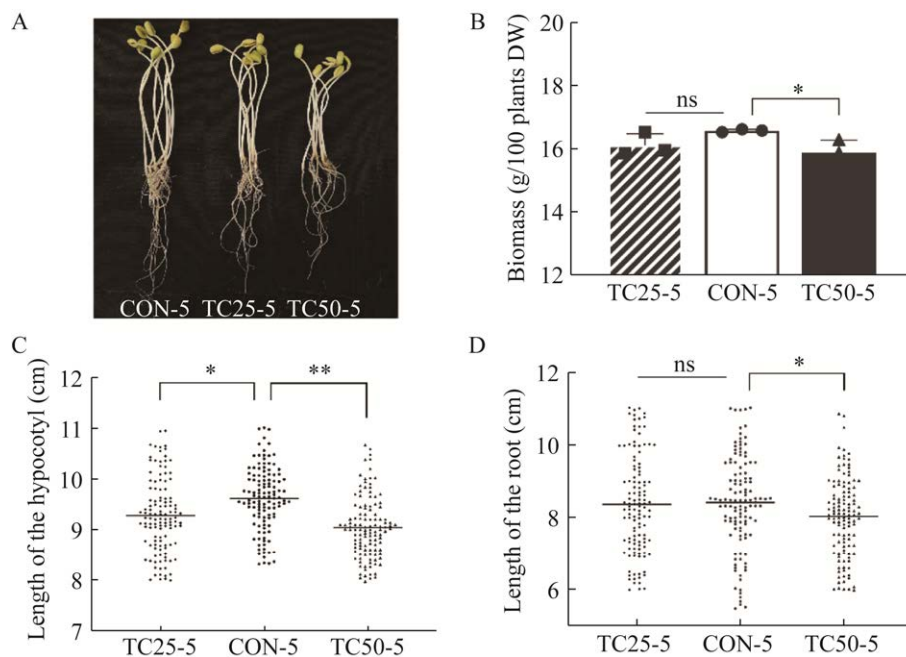 A
CON-5 TC25-5 TC50-5
B
Biomass (g/100 plants DW)
20
18
16
14
12
ns
*
TC25-5 CON-5 TC50-5
C
Length of the hypocotyl (cm)
12
11
10
9
8
7
*
**
TC25-5 CON-5 TC50-5
D
Length of the root (cm)
12
10
8
6
ns
*
TC25-5 CON-5 TC50-5